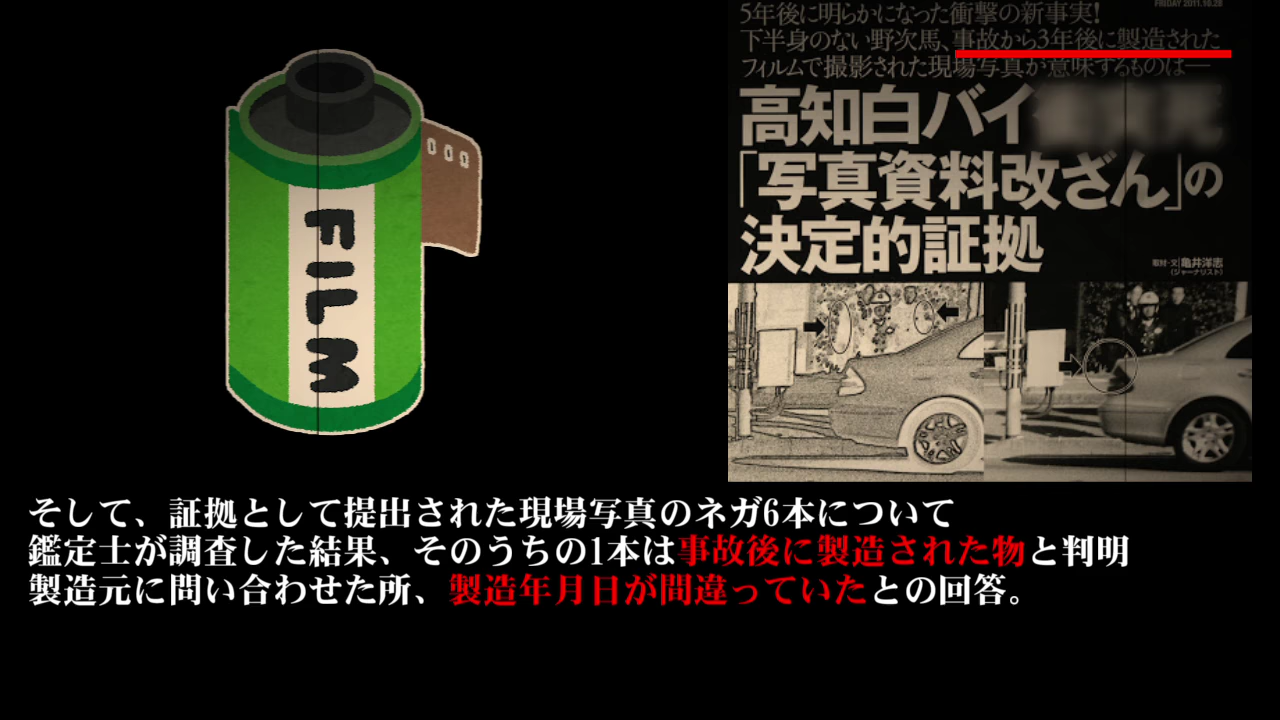 FILM
FRIDAY 2011.10.28
5年後に明らかになった衝撃の新事実!
下半身のない野次馬、事故から3年後に製造された
フィルムで撮影された現場写真が意味するものは──
高知白バイ
「写真資料改ざん」の
決定的証拠
取材・文/亀井洋志
(ジャーナリスト)
そして、証拠として提出された現場写真のネガ6本について
鑑定士が調査した結果、そのうちの1本は事故後に製造された物と判明
製造元に問い合わせた所、製造年月日が間違っていたとの回答。